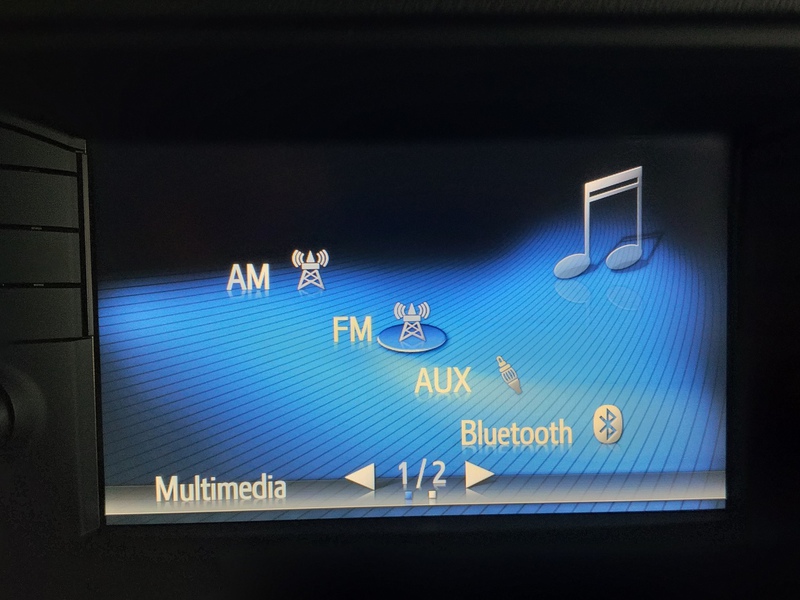 AM
FM
AUX
Bluetooth
Multimedia
1/2